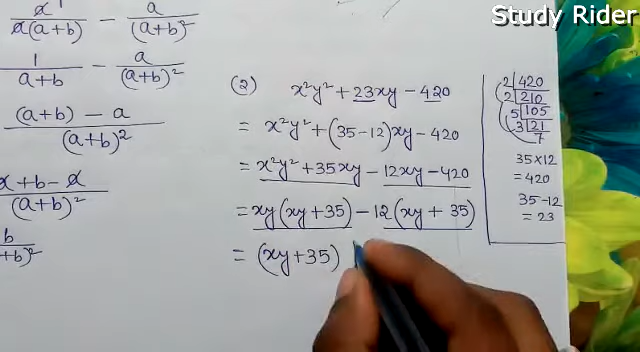 Study Rider
x̸¹/x̸(a+b) − a/(a+b)²
1/a+b − a/(a+b)²
(a+b) − a/(a+b)²
a̸+b−a̸/(a+b)²
b/+b)²
(2) x²y² + 23xy − 420
= x²y² + (35−12)xy − 420
= x²y² + 35xy − 12xy − 420
= xy(xy+35) − 12(xy+35)
= (xy+35)
2 420
2 210
5 105
3 21
7
35×12
= 420
35−12
= 23